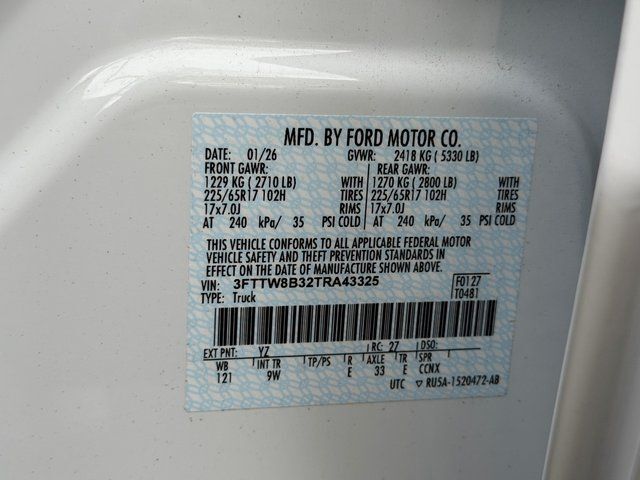 MFD. BY FORD MOTOR CO.
DATE: 01/26 GVWR: 2418 KG ( 5330 LB)
FRONT GAWR: REAR GAWR:
1229 KG ( 2710 LB) WITH 1270 KG ( 2800 LB) WITH
225/65R17 102H TIRES 225/65R17 102H TIRES
17x7.0J RIMS 17x7.0J RIMS
AT 240 kPa/ 35 PSI COLD AT 240 kPa/ 35 PSI COLD
THIS VEHICLE CONFORMS TO ALL APPLICABLE FEDERAL MOTOR
VEHICLE SAFETY AND THEFT PREVENTION STANDARDS IN
EFFECT ON THE DATE OF MANUFACTURE SHOWN ABOVE.
VIN: 3FTTW8B32TRA43325 F0127
TYPE: Truck T0481
EXT PNT: YZ RC: 27 DSO:
WB INT TR TP/PS R AXLE TR SPR
121 9W E 33 E CCNX
UTC ▽ RU5A-1520472-AB